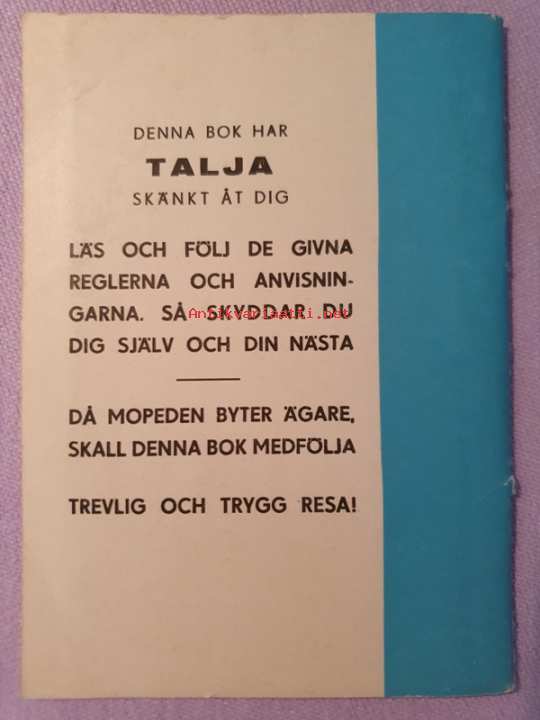 DENNA BOK HAR
TALJA
SKÄNKT ÅT DIG
LÄS OCH FÖLJ DE GIVNA
REGLERNA OCH ANVISNIN-
GARNA. SÅ SKYDDAR DU
Antikvariaatti.net
DIG SJÄLV OCH DIN NÄSTA
DÅ MOPEDEN BYTER ÄGARE,
SKALL DENNA BOK MEDFÖLJA
TREVLIG OCH TRYGG RESA!